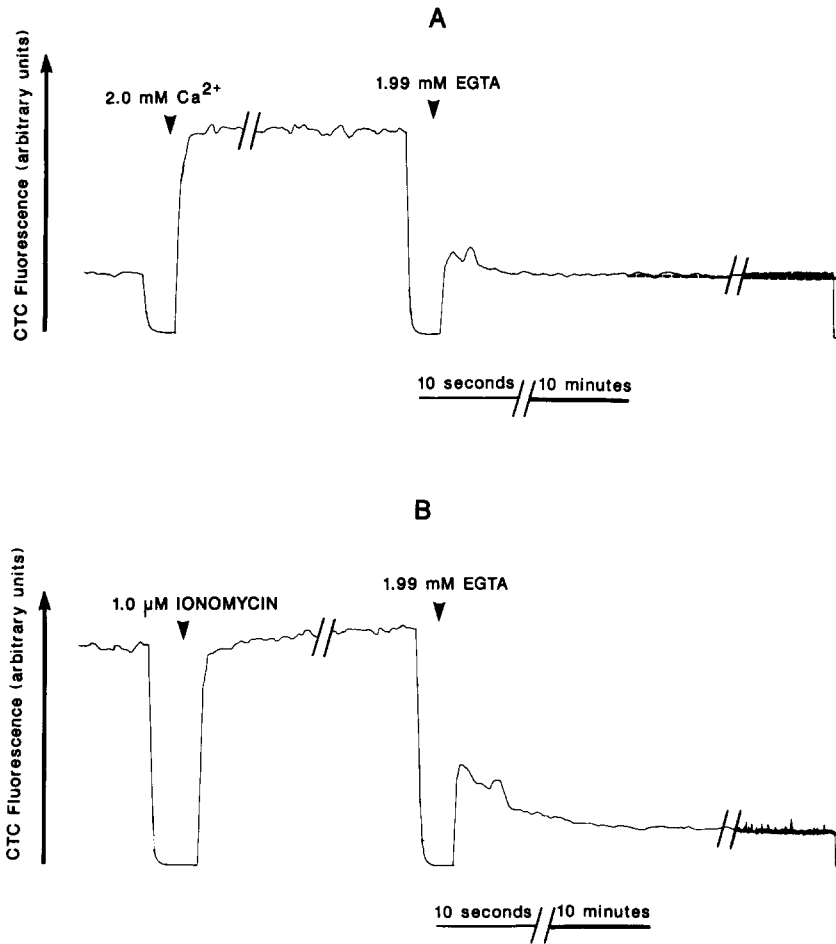 A
CTC Fluorescence (arbitrary units)
2.0 mM Ca²⁺
1.99 mM EGTA
10 seconds
10 minutes
B
CTC Fluorescence (arbitrary units)
1.0 µM IONOMYCIN
1.99 mM EGTA
10 seconds
10 minutes